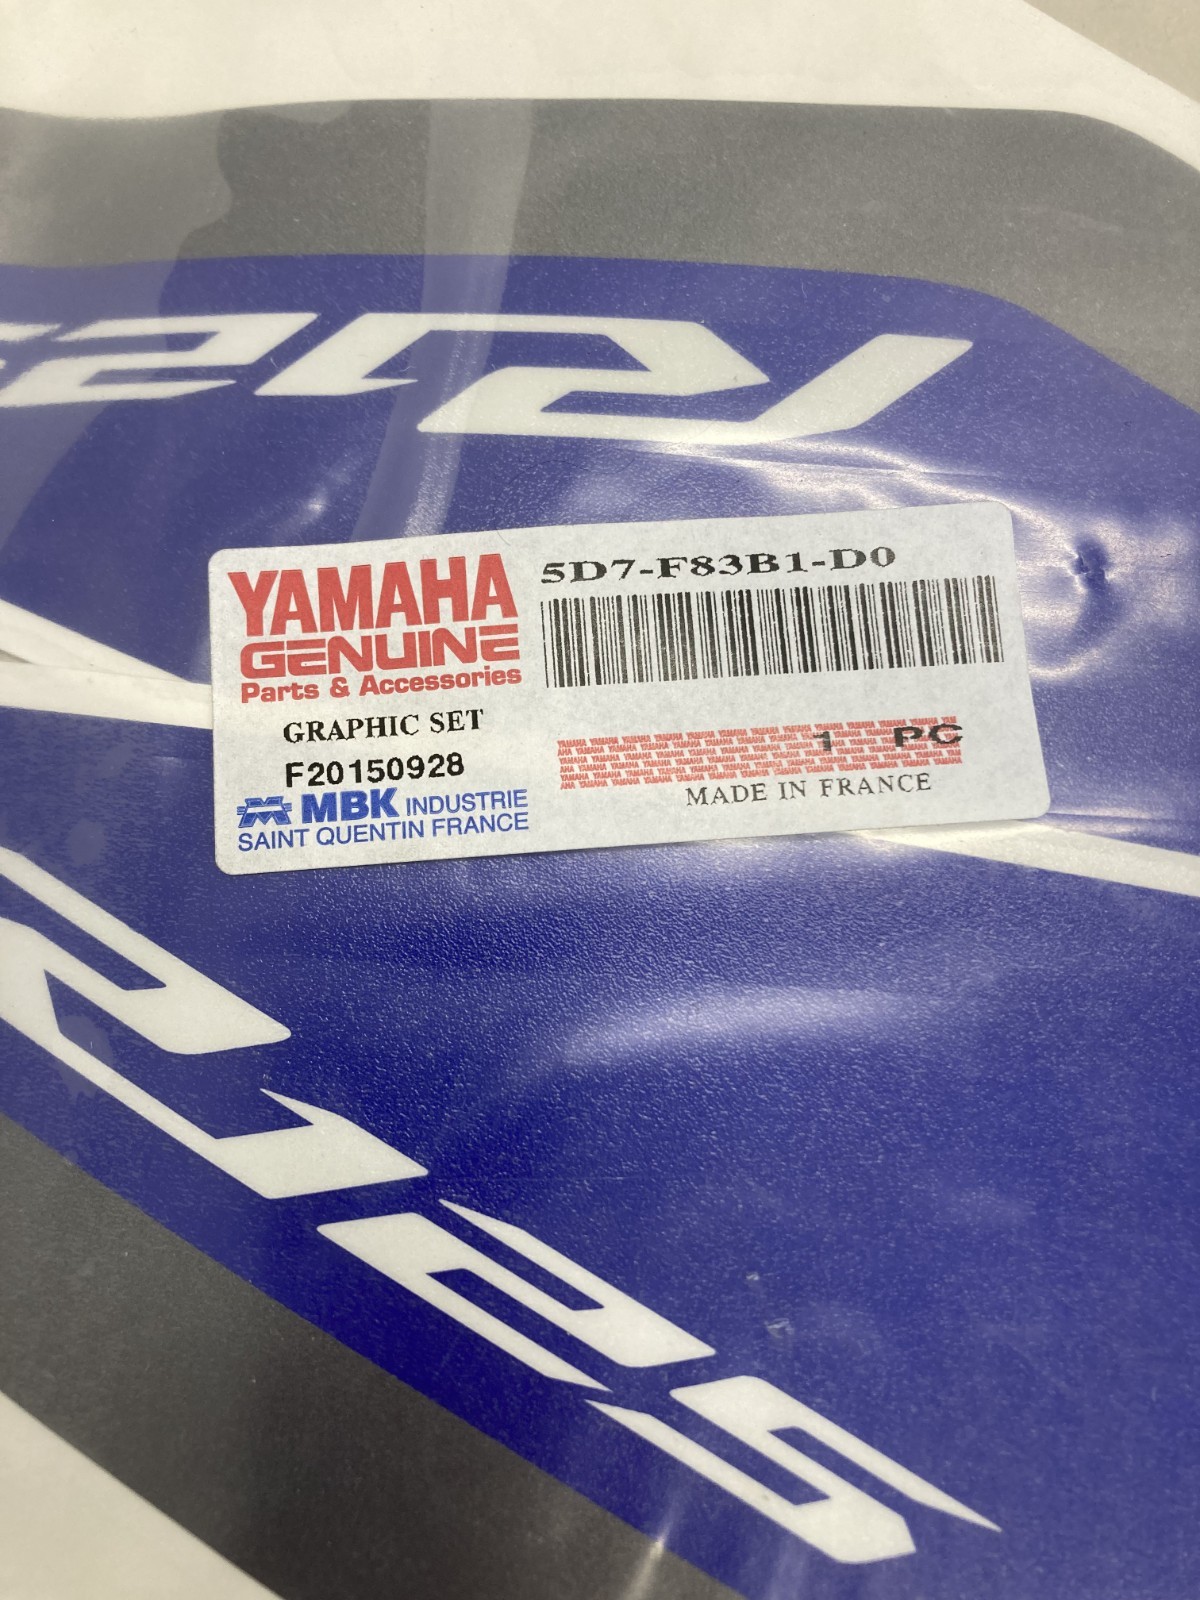 YAMAHA
GENUINE
Parts & Accessories
GRAPHIC SET
F20150928
MBK INDUSTRIE
SAINT QUENTIN FRANCE
5D7-F83B1-D0
1 PC
MADE IN FRANCE
R125